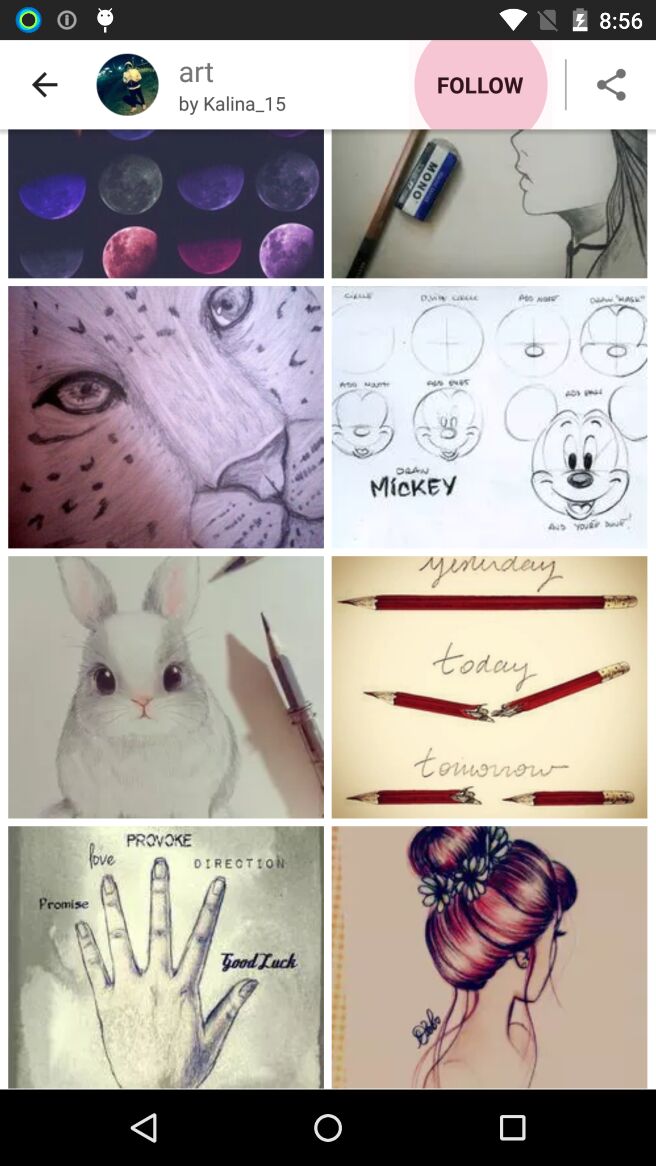 8:56
art
by Kalina_15
FOLLOW
MONO
CIRCLE
DIVIDE CIRCLE
ADD NOSE
DRAW "MASK"
ADD MOUTH
ADD EYES
ADD EARS
DRAW
MICKEY
AND YOU'RE DONE!
yesterday
today
tomorrow
PROVOKE
love
DIRECTION
Promise
Good Luck